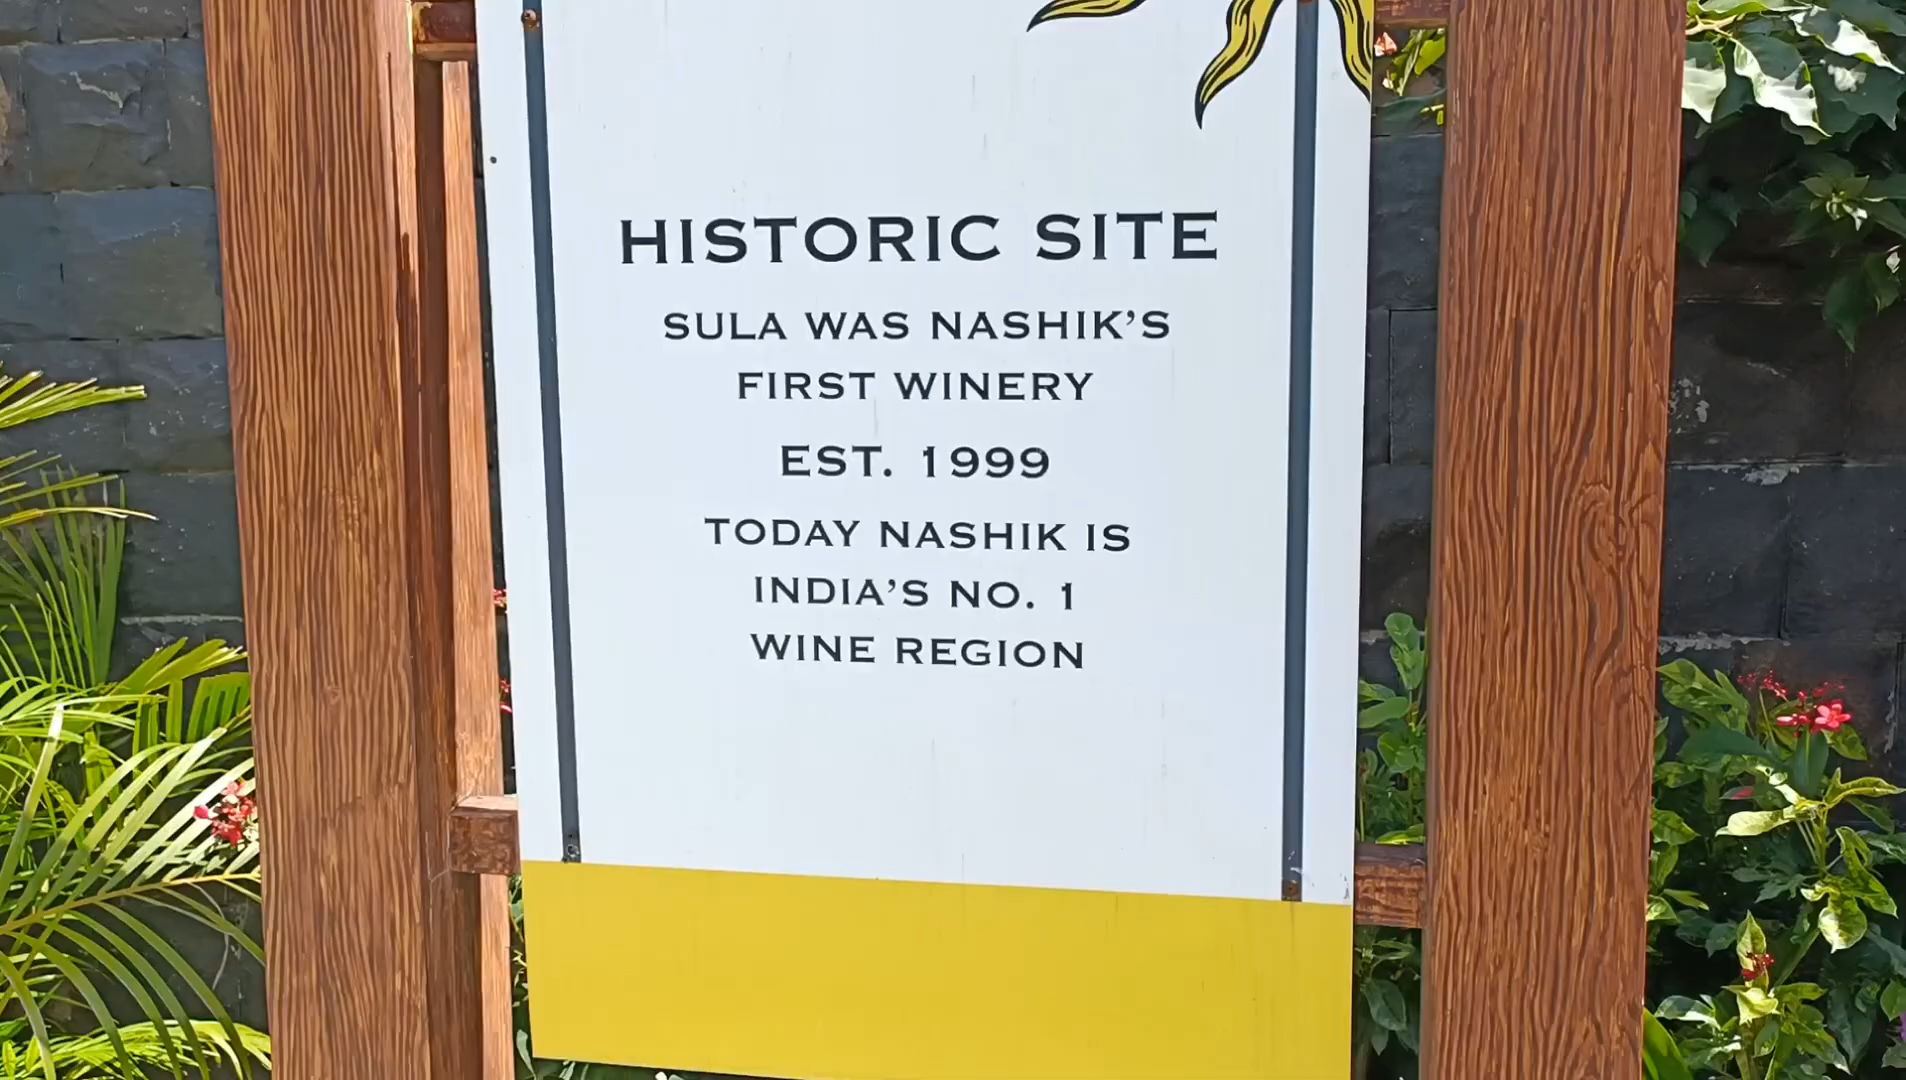 HISTORIC SITE
SULA WAS NASHIK'S
FIRST WINERY
EST. 1999
TODAY NASHIK IS
INDIA'S NO. 1
WINE REGION